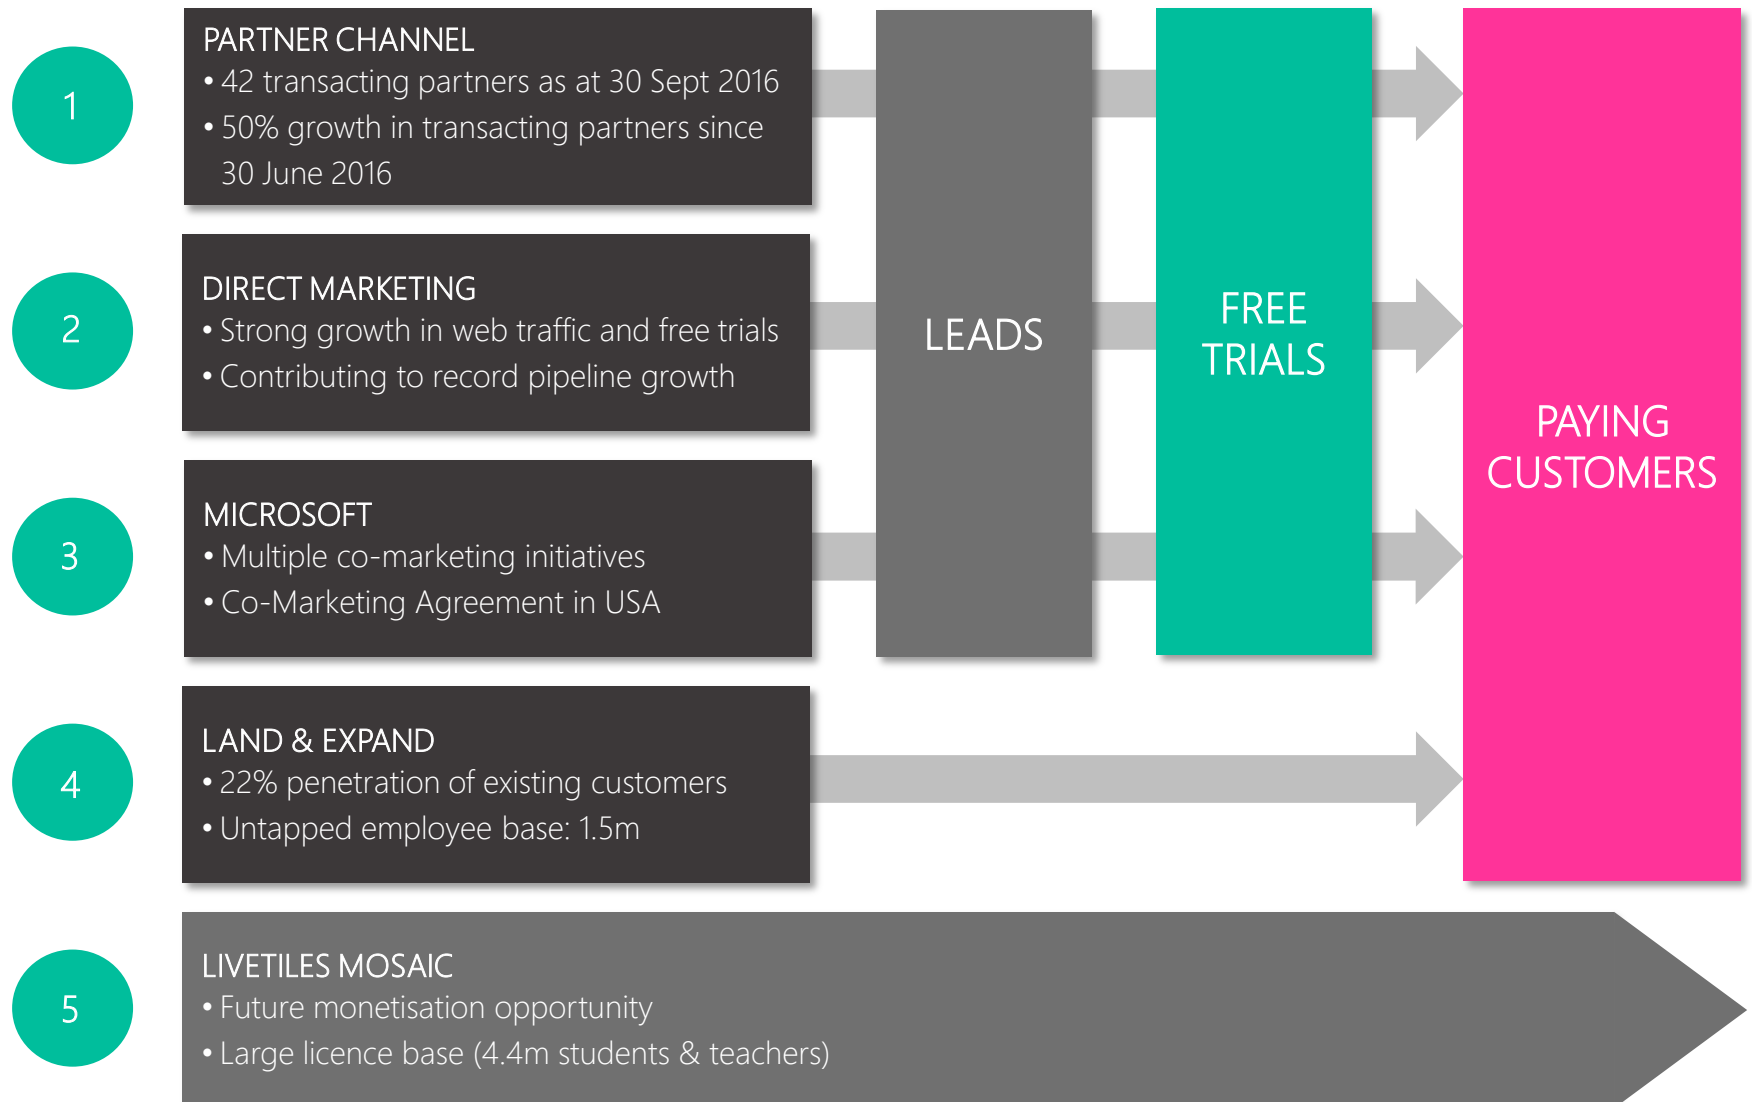 1
PARTNER CHANNEL
• 42 transacting partners as at 30 Sept 2016
• 50% growth in transacting partners since
30 June 2016
2
DIRECT MARKETING
• Strong growth in web traffic and free trials
• Contributing to record pipeline growth
3
MICROSOFT
• Multiple co-marketing initiatives
• Co-Marketing Agreement in USA
4
LAND & EXPAND
• 22% penetration of existing customers
• Untapped employee base: 1.5m
5
LIVETILES MOSAIC
• Future monetisation opportunity
• Large licence base (4.4m students & teachers)
LEADS
FREE
TRIALS
PAYING
CUSTOMERS